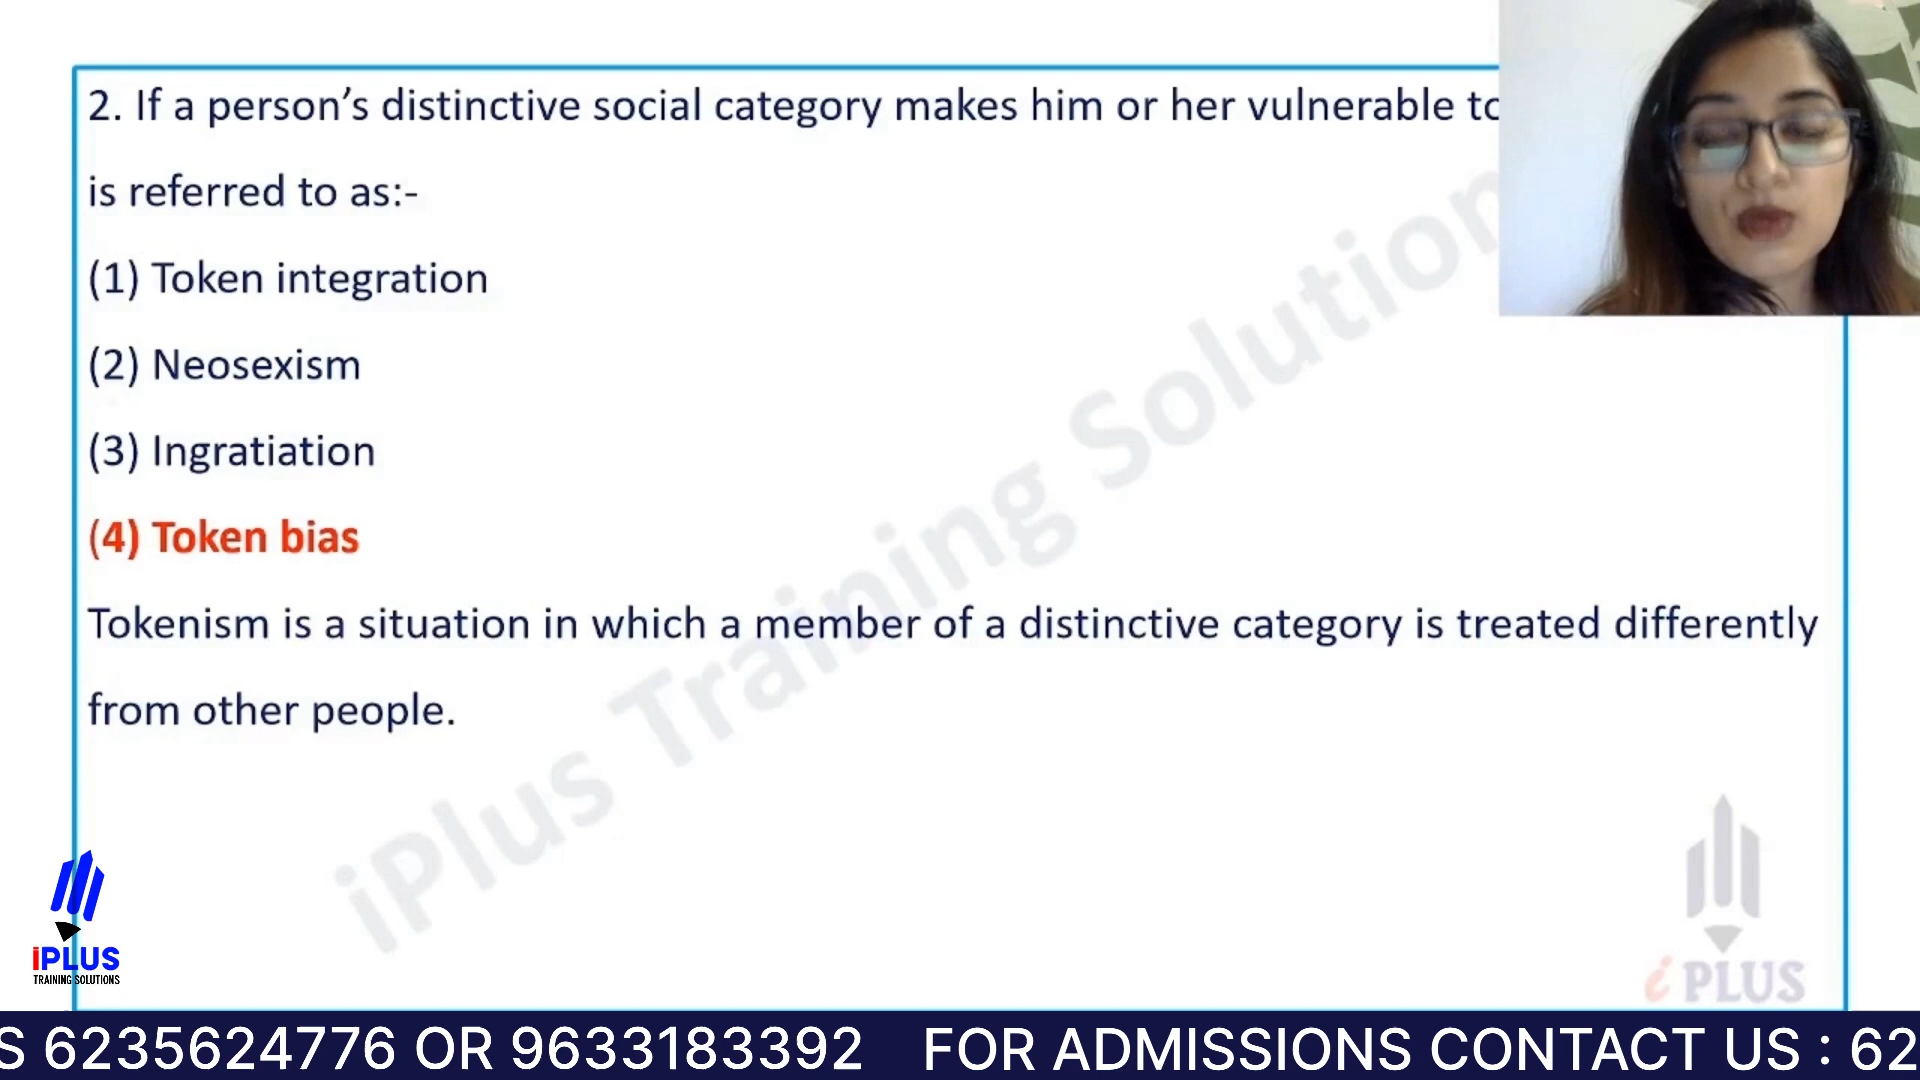 2. If a person’s distinctive social category makes him or her vulnerable to
is referred to as:-
(1) Token integration
(2) Neosexism
(3) Ingratiation
(4) Token bias
Tokenism is a situation in which a member of a distinctive category is treated differently
from other people.
iPlus Training Solution
iPLUS
TRAINING SOLUTIONS
i PLUS
S 6235624776 OR 9633183392 FOR ADMISSIONS CONTACT US : 62